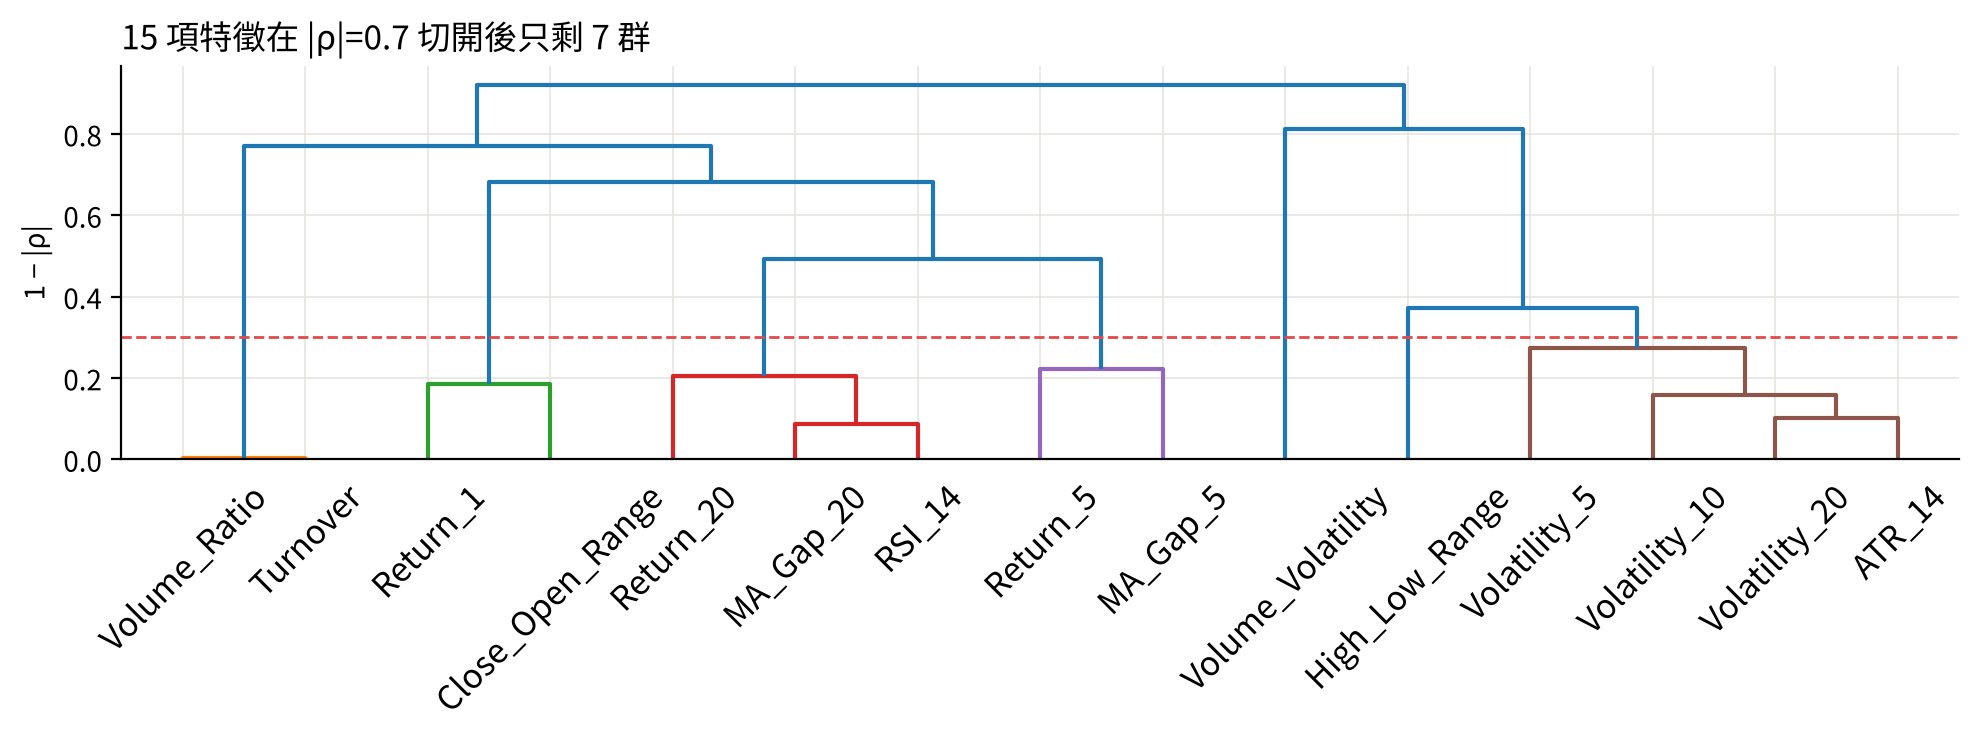 15 項特徵在 |ρ|=0.7 切開後只剩 7 群
1 − |ρ|
0.8
0.6
0.4
0.2
0.0
Volume_Ratio
Turnover
Return_1
Close_Open_Range
Return_20
MA_Gap_20
RSI_14
Return_5
MA_Gap_5
Volume_Volatility
High_Low_Range
Volatility_5
Volatility_10
Volatility_20
ATR_14